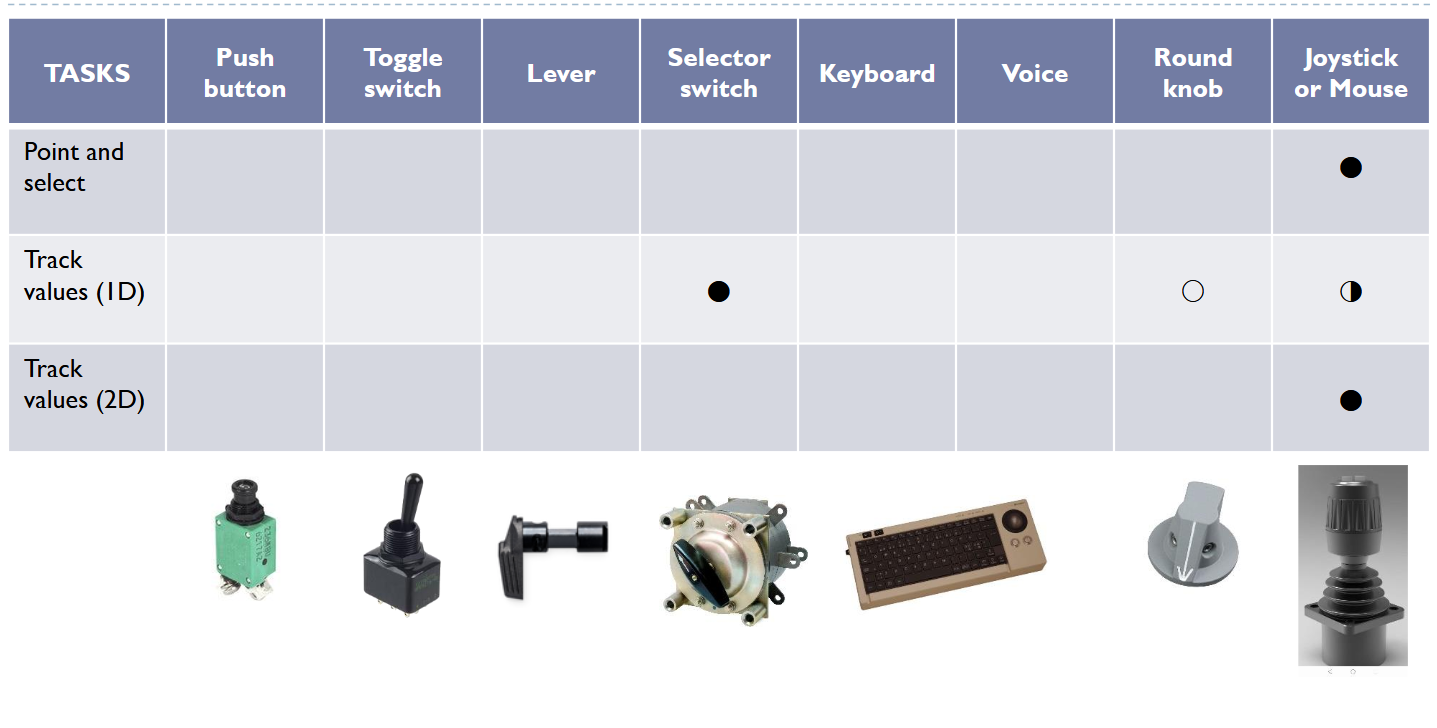 TASKS
Push
button
Toggle
switch
Lever
Selector
switch
Keyboard
Voice
Round
knob
Joystick
or Mouse
Point and
select
●
Track
values (1D)
●
○
◑
Track
values (2D)
●